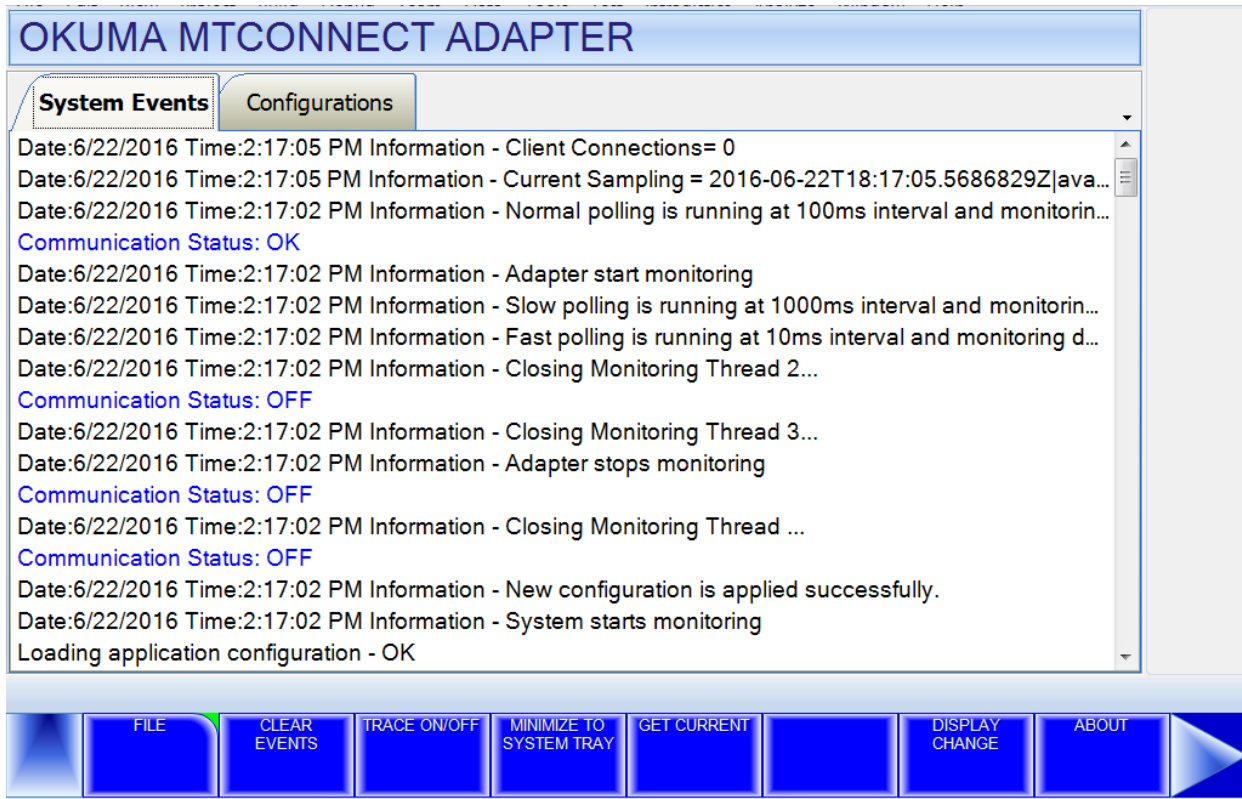 OKUMA MTCONNECT ADAPTER
System Events
Configurations
Date:6/22/2016 Time:2:17:05 PM Information - Client Connections= 0
Date:6/22/2016 Time:2:17:05 PM Information - Current Sampling = 2016-06-22T18:17:05.5686829Z|ava...
Date:6/22/2016 Time:2:17:02 PM Information - Normal polling is running at 100ms interval and monitorin...
Communication Status: OK
Date:6/22/2016 Time:2:17:02 PM Information - Adapter start monitoring
Date:6/22/2016 Time:2:17:02 PM Information - Slow polling is running at 1000ms interval and monitorin...
Date:6/22/2016 Time:2:17:02 PM Information - Fast polling is running at 10ms interval and monitoring d...
Date:6/22/2016 Time:2:17:02 PM Information - Closing Monitoring Thread 2...
Communication Status: OFF
Date:6/22/2016 Time:2:17:02 PM Information - Closing Monitoring Thread 3...
Date:6/22/2016 Time:2:17:02 PM Information - Adapter stops monitoring
Communication Status: OFF
Date:6/22/2016 Time:2:17:02 PM Information - Closing Monitoring Thread ...
Communication Status: OFF
Date:6/22/2016 Time:2:17:02 PM Information - New configuration is applied successfully.
Date:6/22/2016 Time:2:17:02 PM Information - System starts monitoring
Loading application configuration - OK
FILE
CLEAR
EVENTS
TRACE ON/OFF
MINIMIZE TO
SYSTEM TRAY
GET CURRENT
DISPLAY
CHANGE
ABOUT